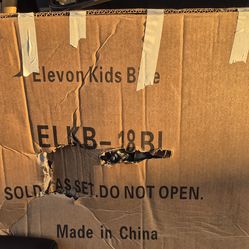 Elevon Kids B e
ELKB-18BL
SOLD AS SET.DO NOT OPEN.
Made in China